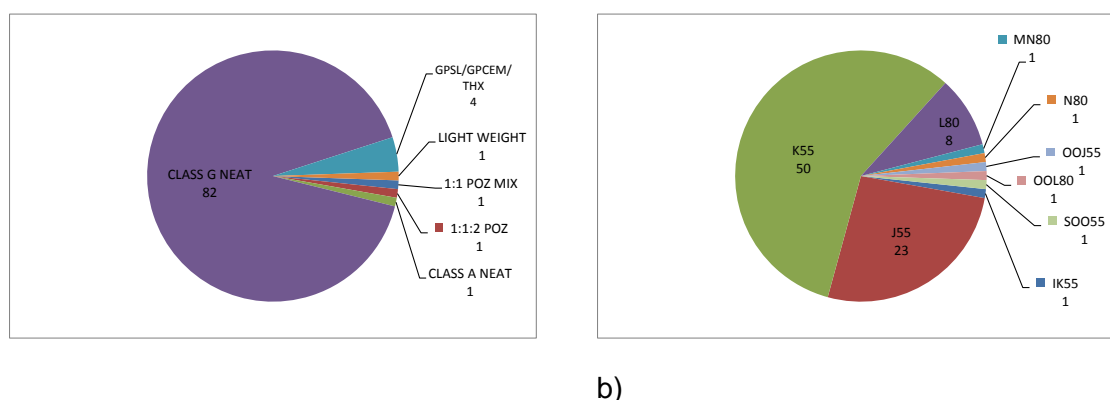 GPSL/GPCEM/
THX
4
LIGHT WEIGHT
1
1:1 POZ MIX
1
1:1:2 POZ
1
CLASS A NEAT
1
CLASS G NEAT
82
MN80
1
N80
1
OOJ55
1
OOL80
1
SOO55
1
IK55
1
L80
8
K55
50
J55
23
b)